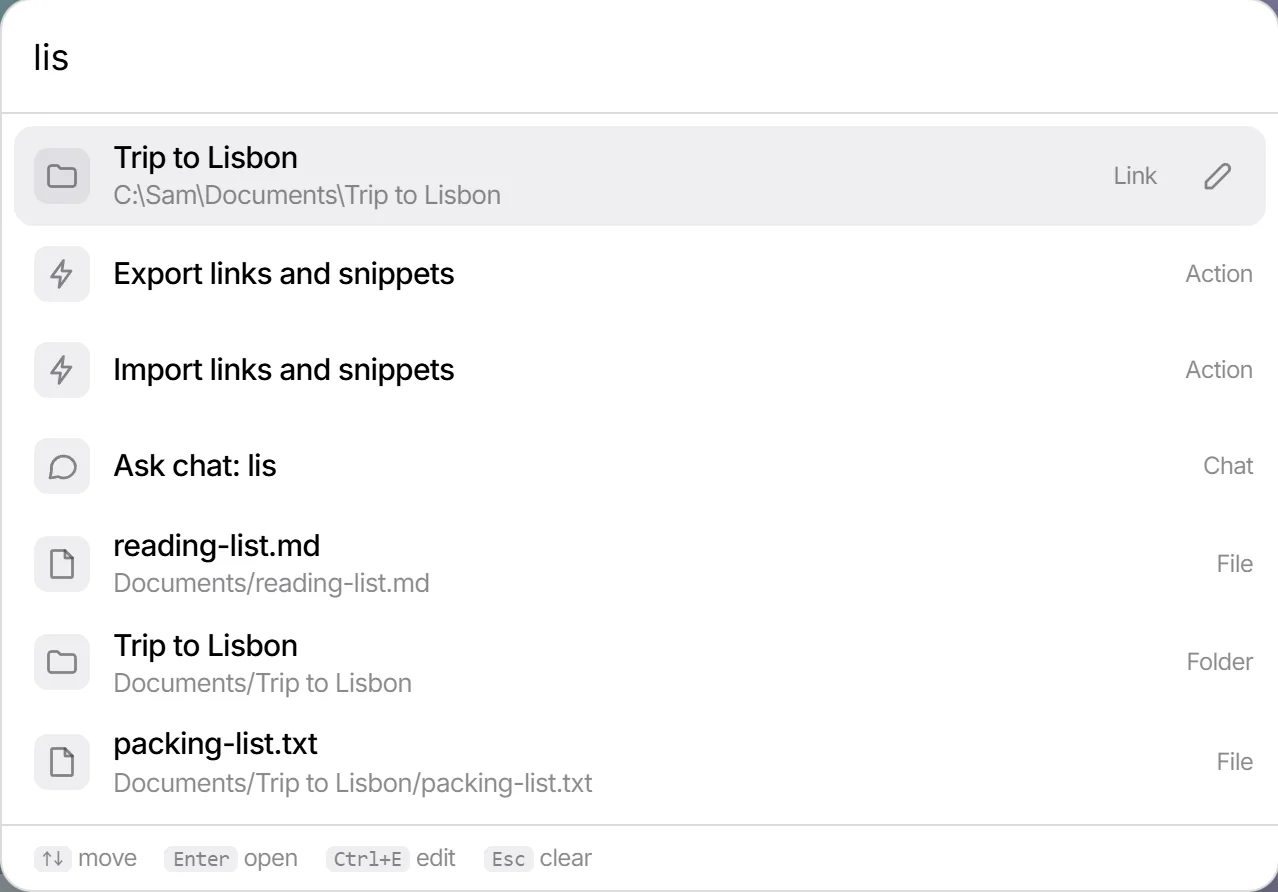 lis
Trip to Lisbon
C:\Sam\Documents\Trip to Lisbon
Link
Export links and snippets
Action
Import links and snippets
Action
Ask chat: lis
Chat
reading-list.md
Documents/reading-list.md
File
Trip to Lisbon
Documents/Trip to Lisbon
Folder
packing-list.txt
Documents/Trip to Lisbon/packing-list.txt
File
↑↓ move Enter open Ctrl+E edit Esc clear